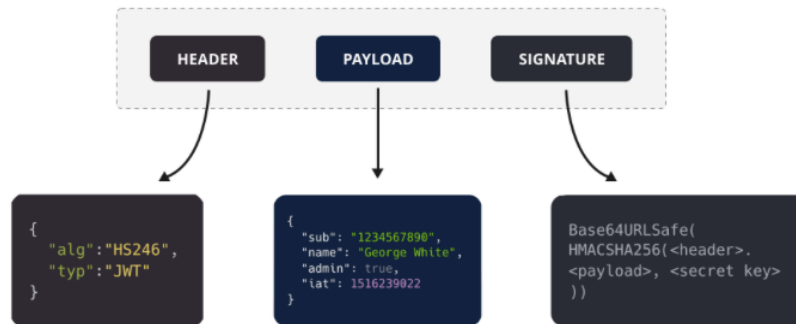 HEADER
PAYLOAD
SIGNATURE
{
"alg":"HS246",
"typ":"JWT"
}
{
"sub": "1234567890",
"name": "George White",
"admin": true,
"iat": 1516239022
}
Base64URLSafe(
HMACSHA256(<header>.
<payload>, <secret key>
))